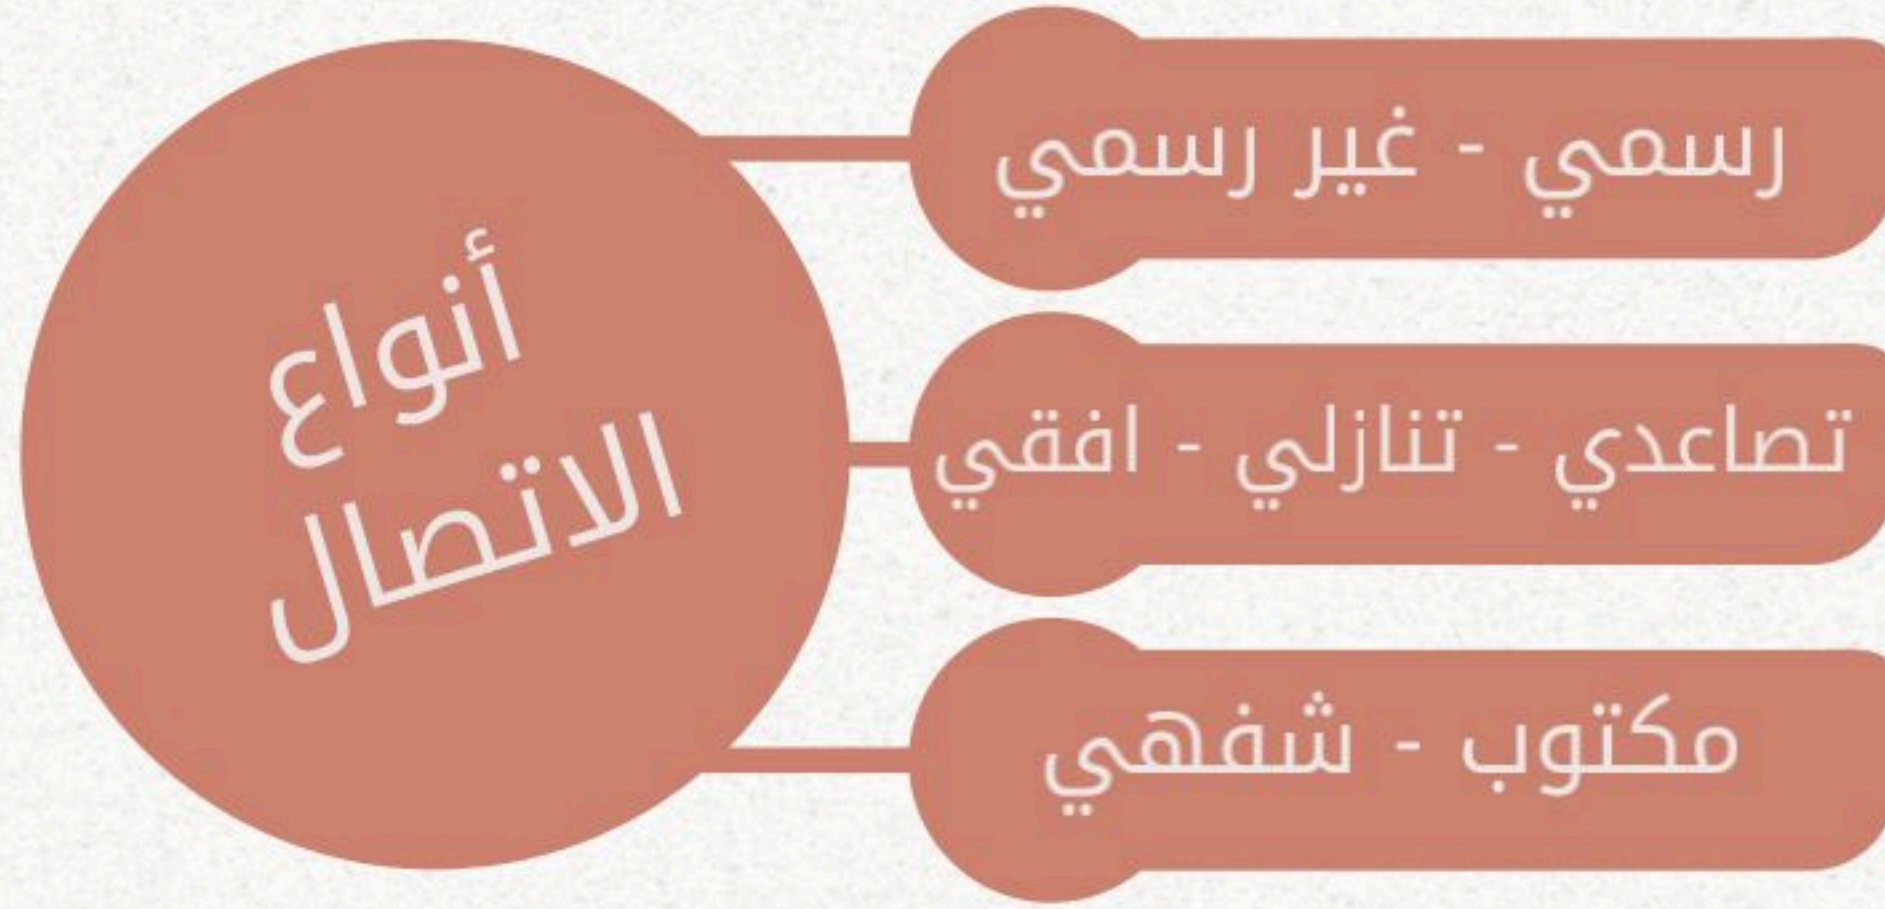 أنواع
الاتصال
رسمي - غير رسمي
تصاعدي - تنازلي - افقي
مكتوب - شفهي